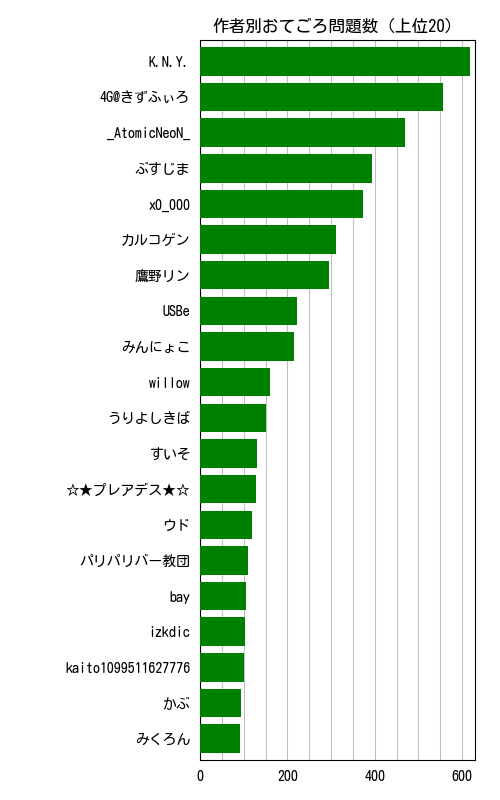 作者別おてごろ問題数（上位20）
K.N.Y.
4G@きずふぃろ
_AtomicNeoN_
ぶすじま
x0_000
カルコゲン
鷹野リン
USBe
みんにょこ
willow
うりよしきば
すいそ
☆★プレアデス★☆
ウド
パリパリバー教団
bay
izkdic
kaito1099511627776
かぶ
みくろん
0 200 400 600